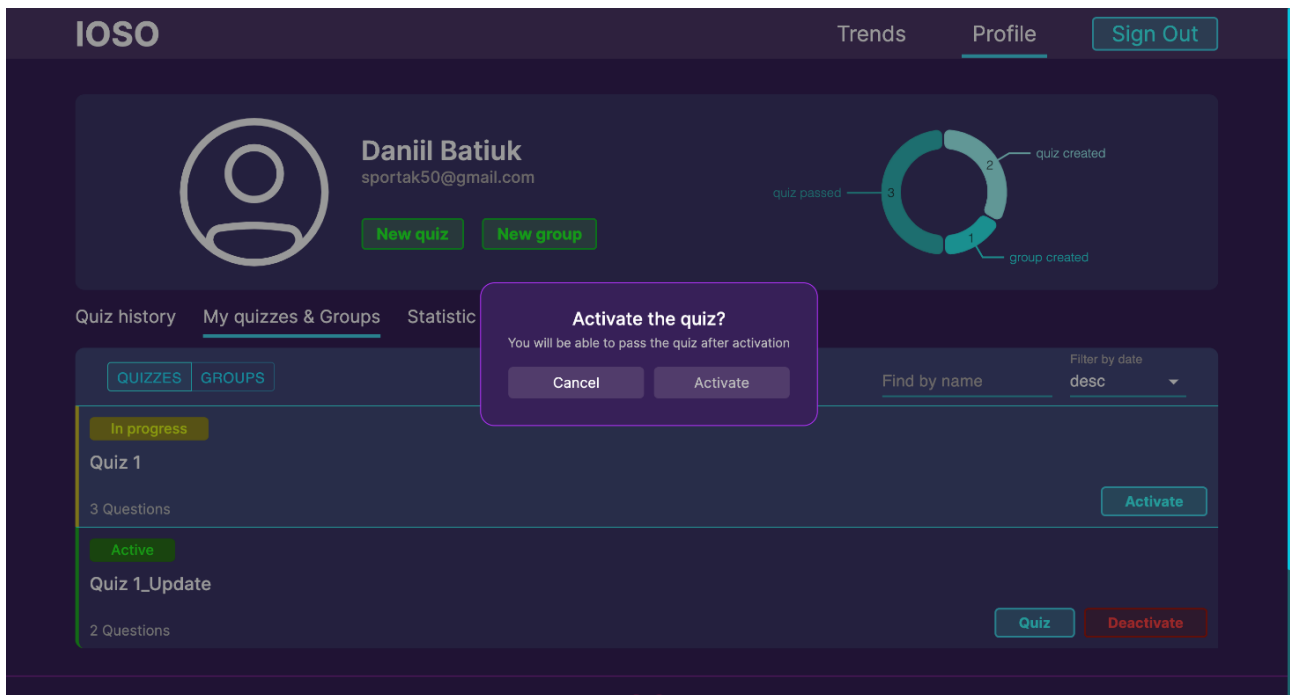 IOSO
Trends Profile Sign Out
Daniil Batiuk
sportak50@gmail.com
New quiz New group
quiz created
2
quiz passed
3
1
group created
Quiz history My quizzes & Groups Statistic
Activate the quiz?
You will be able to pass the quiz after activation
Cancel Activate
QUIZZES GROUPS
Find by name
Filter by date
desc
In progress
Quiz 1
3 Questions
Activate
Active
Quiz 1_Update
2 Questions
Quiz Deactivate